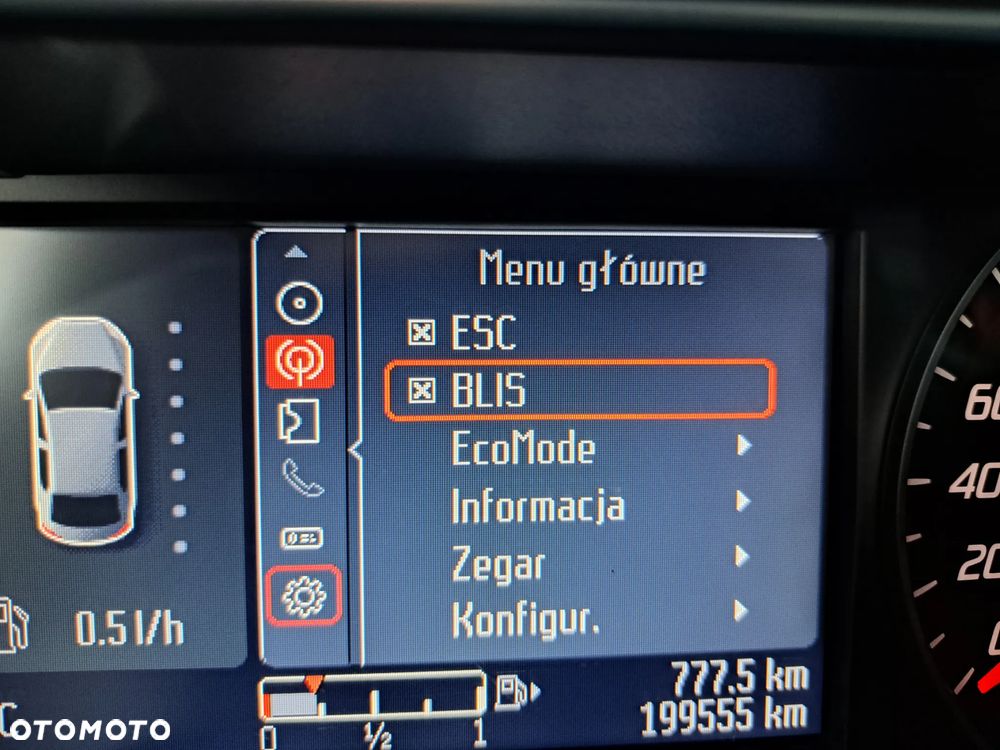 Menu główne
ESC
BLIS
EcoMode
Informacja
Zegar
Konfigur.
0.5 l/h
777.5 km
199555 km
0 ½ 1
60
40
20
0
C
OTOMOTO